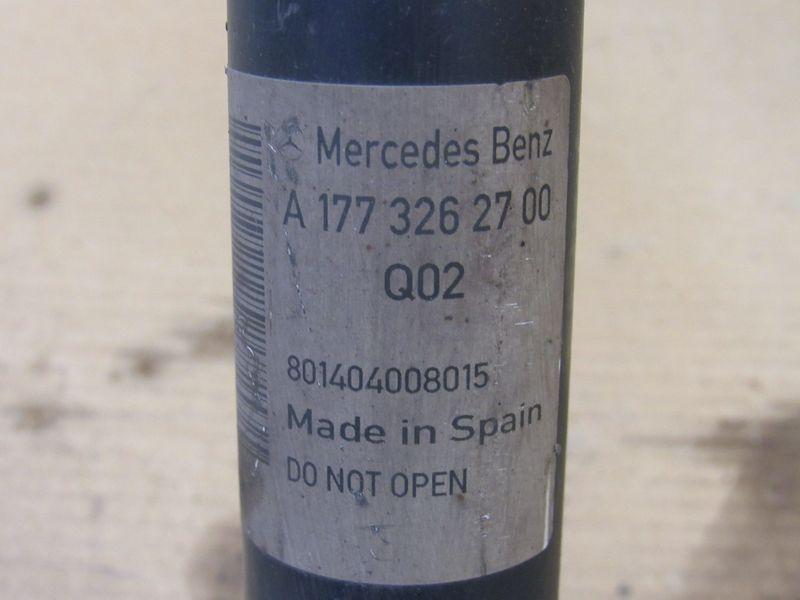 Mercedes Benz
A 177 326 27 00
Q02
801404008015
Made in Spain
DO NOT OPEN